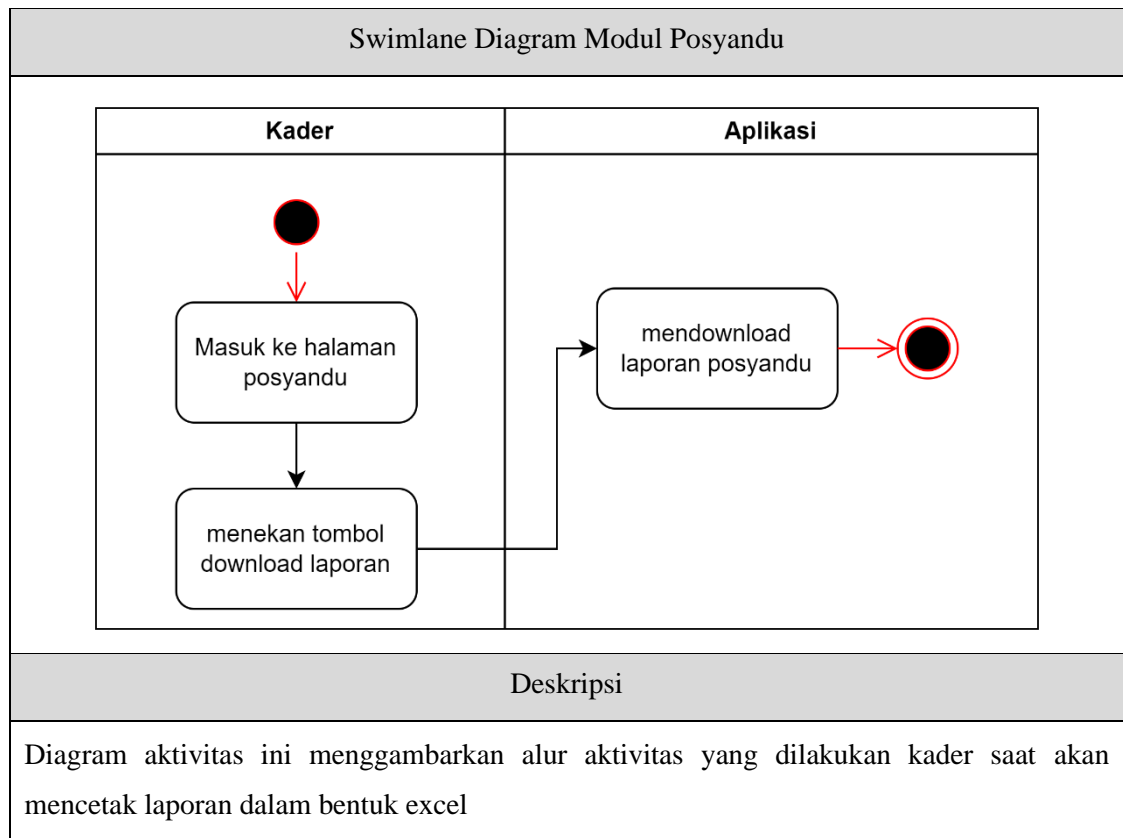 Swimlane Diagram Modul Posyandu
Kader
Aplikasi
Masuk ke halaman
posyandu
menekan tombol
download laporan
mendownload
laporan posyandu
Deskripsi
Diagram aktivitas ini menggambarkan alur aktivitas yang dilakukan kader saat akan
mencetak laporan dalam bentuk excel